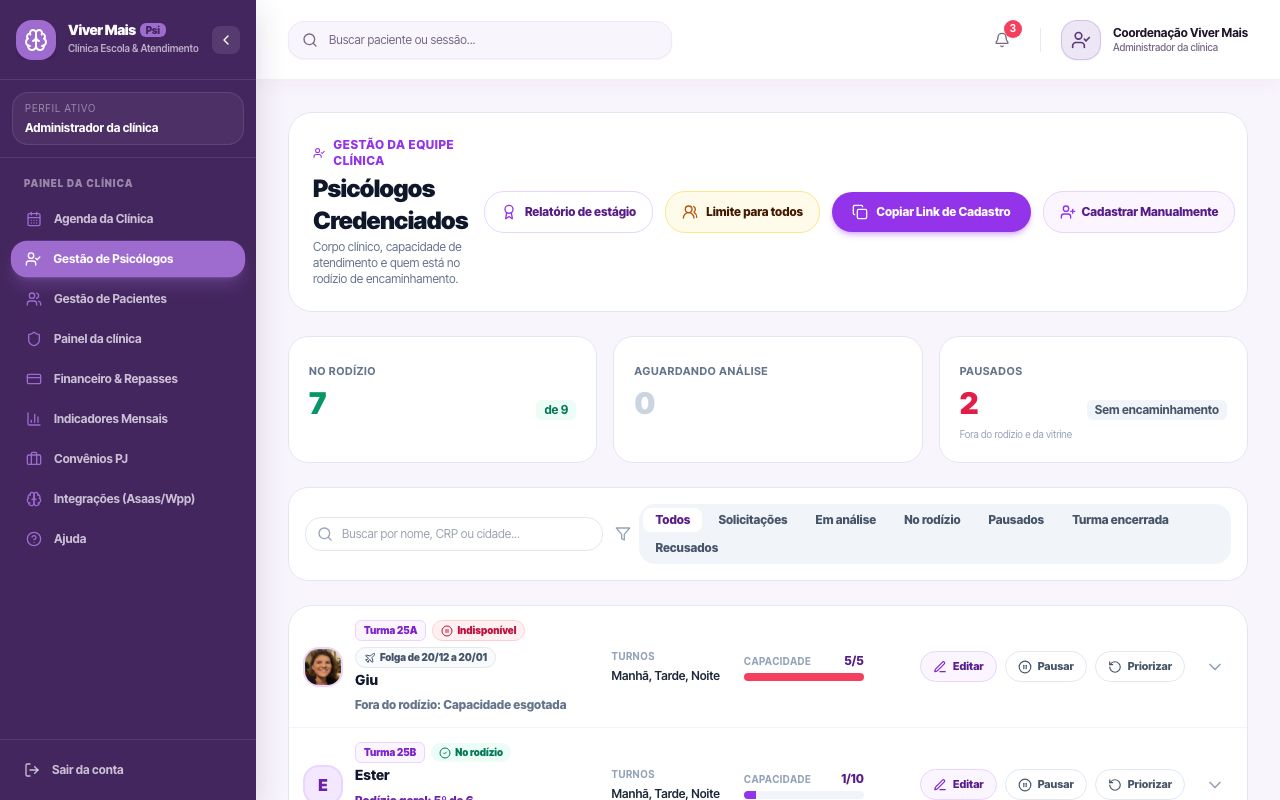 Viver Mais Psi
Clínica Escola & Atendimento
PERFIL ATIVO
Administrador da clínica
PAINEL DA CLÍNICA
Agenda da Clínica
Gestão de Psicólogos
Gestão de Pacientes
Painel da clínica
Financeiro & Repasses
Indicadores Mensais
Convênios PJ
Integrações (Asaas/Wpp)
Ajuda
Sair da conta
Buscar paciente ou sessão...
3
Coordenação Viver Mais
Administrador da clínica
GESTÃO DA EQUIPE
CLÍNICA
Psicólogos
Credenciados
Corpo clínico, capacidade de
atendimento e quem está no
rodízio de encaminhamento.
Relatório de estágio
Limite para todos
Copiar Link de Cadastro
Cadastrar Manualmente
NO RODÍZIO
7
de 9
AGUARDANDO ANÁLISE
0
PAUSADOS
2
Sem encaminhamento
Fora do rodízio e da vitrine
Buscar por nome, CRP ou cidade...
Todos Solicitações Em análise No rodízio Pausados Turma encerrada
Recusados
Turma 25A Indisponível
Folga de 20/12 a 20/01
Giu
Fora do rodízio: Capacidade esgotada
TURNOS
Manhã, Tarde, Noite
CAPACIDADE 5/5
Editar Pausar Priorizar
Turma 25B No rodízio
E
Ester
Rodízio geral: 5º de 6
TURNOS
Manhã, Tarde, Noite
CAPACIDADE 1/10
Editar Pausar Priorizar